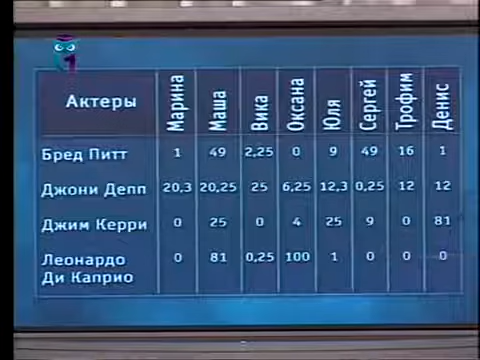 1
Актеры Марина Маша Вика Оксана Юля Сергей Трофим Денис
Бред Питт 1 49 2,25 0 9 49 16 1
Джони Депп 20,3 20,25 25 6,25 12,3 0,25 12 12
Джим Керри 0 25 0 4 25 9 0 81
Леонардо
Ди Каприо 0 81 0,25 100 1 0 0 0